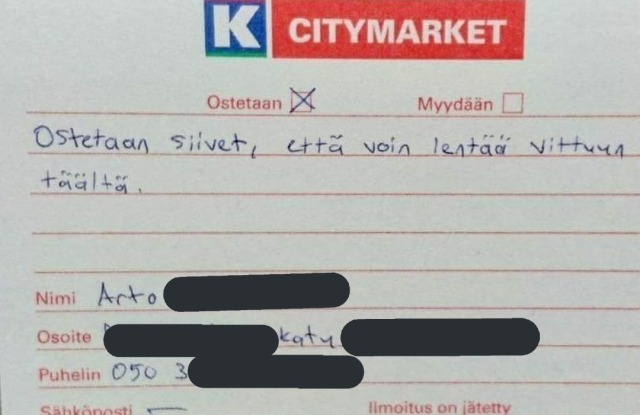 K CITYMARKET
Ostetaan Myydään
Ostetaan siivet, että voin lentää vittuun
täältä.
Nimi Arto
Osoite katu
Puhelin 050 3
Sähköposti Ilmoitus on jätetty